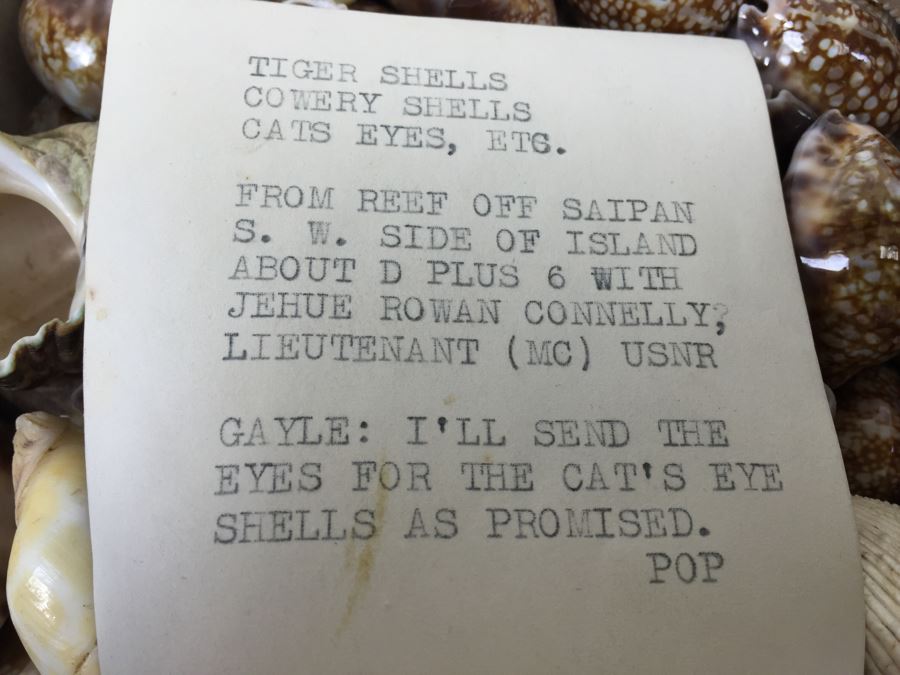 TIGER SHELLS
COWERY SHELLS
CATS EYES, ETC.
FROM REEF OFF SAIPAN
S. W. SIDE OF ISLAND
ABOUT D PLUS 6 WITH
JEHUE ROWAN CONNELLY,
LIEUTENANT (MC) USNR
GAYLE: I'LL SEND THE
EYES FOR THE CAT'S EYE
SHELLS AS PROMISED.
POP